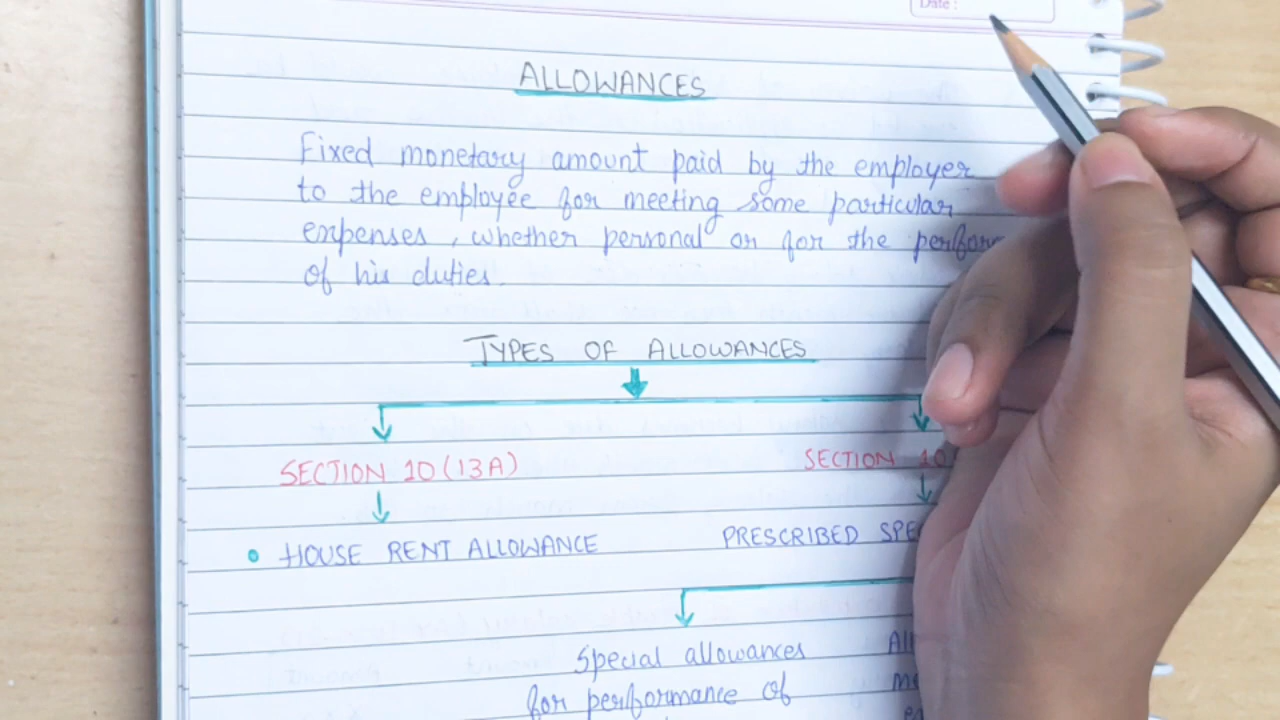 Date :
ALLOWANCES
Fixed monetary amount paid by the employer
to the employee for meeting some particular
expenses, whether personal or for the
of his duties.
TYPES OF ALLOWANCES
SECTION 10(13A) SECTION 10
HOUSE RENT ALLOWANCE PRESCRIBED
Special allowances
for performance of